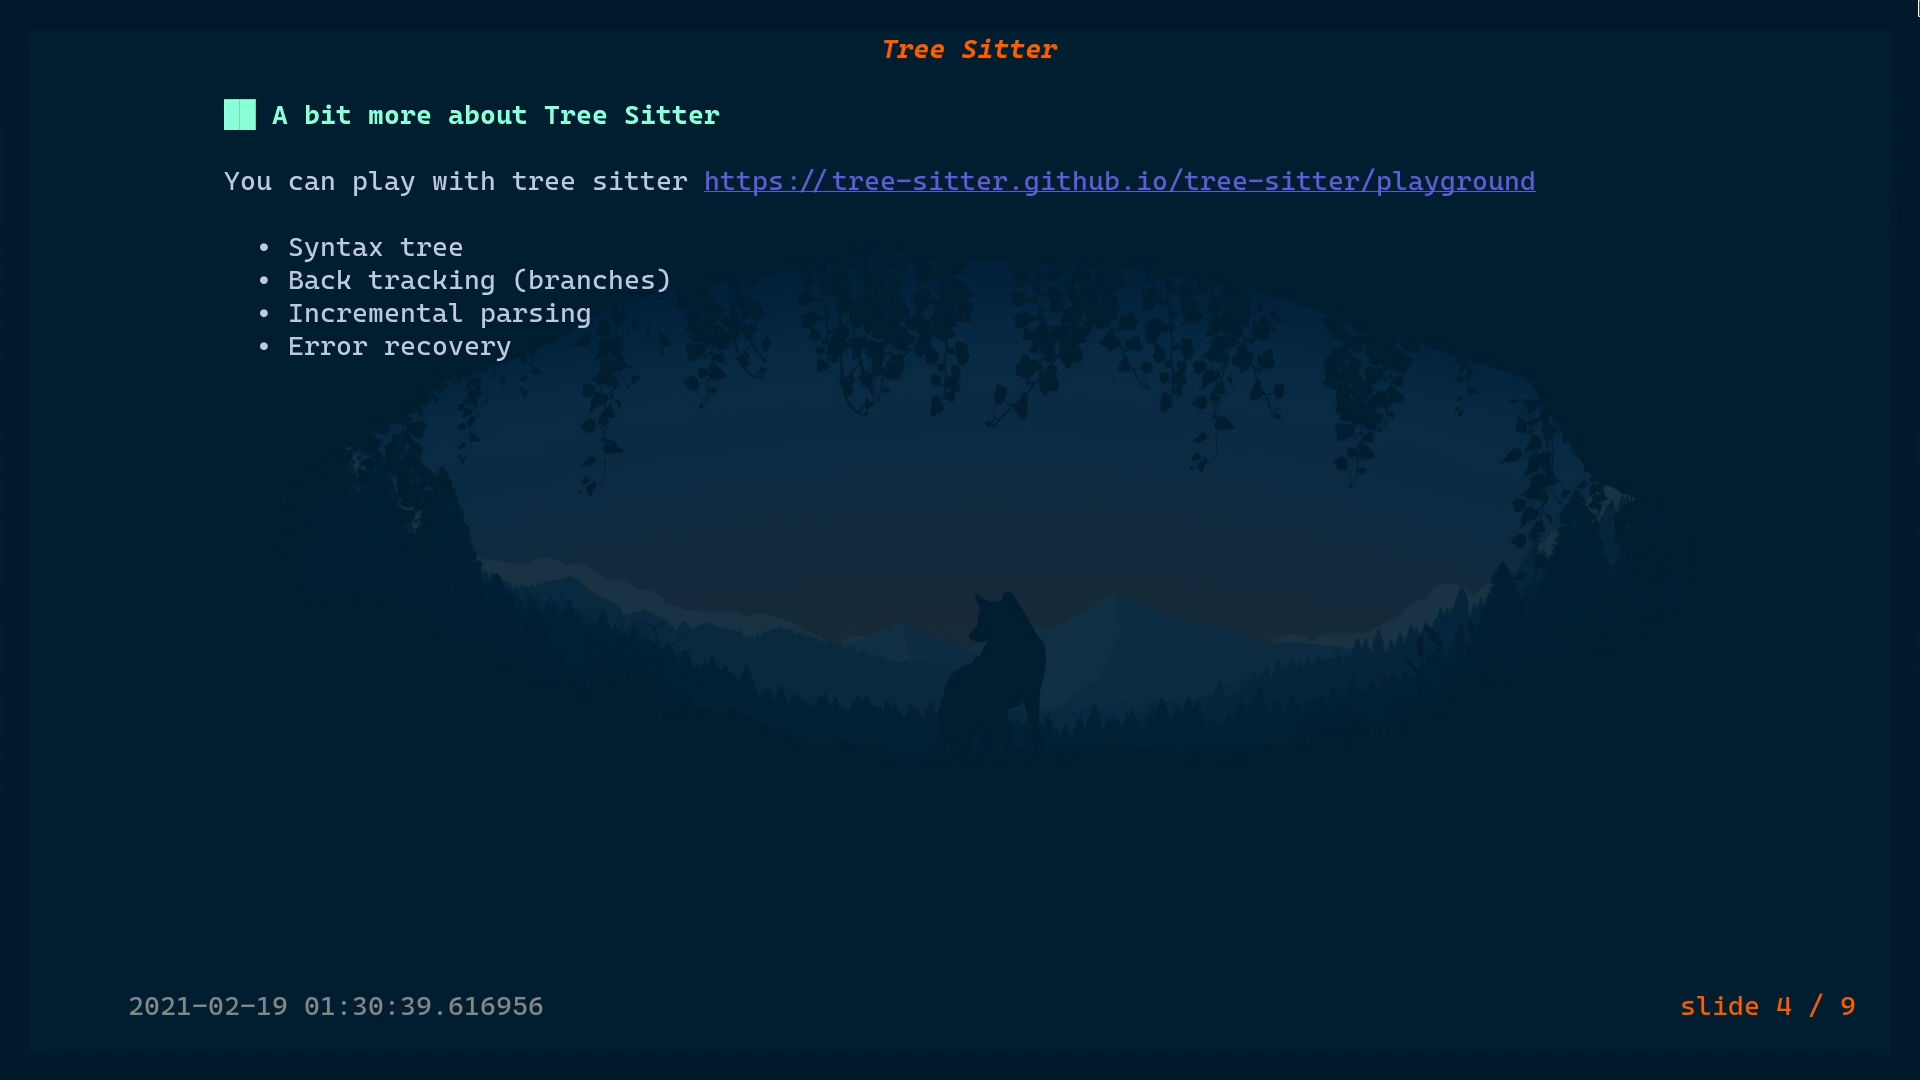 Tree Sitter
A bit more about Tree Sitter
You can play with tree sitter https://tree-sitter.github.io/tree-sitter/playground
• Syntax tree
• Back tracking (branches)
• Incremental parsing
• Error recovery
2021-02-19 01:30:39.616956
slide 4 / 9